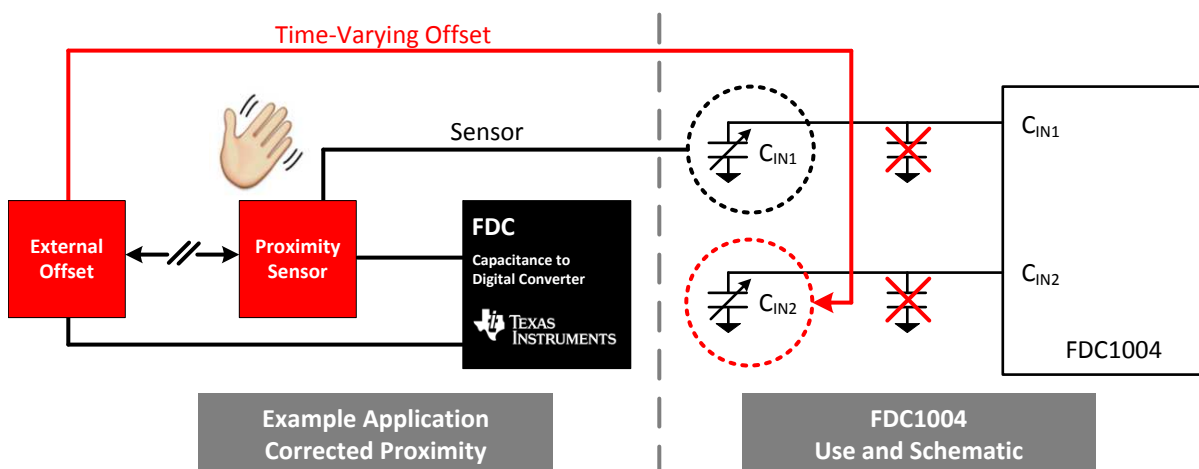 Time-Varying Offset
Sensor
External
Offset
Proximity
Sensor
FDC
Capacitance to
Digital Converter
TEXAS
INSTRUMENTS
Example Application
Corrected Proximity
CIN1
CIN1
CIN2
CIN2
FDC1004
FDC1004
Use and Schematic